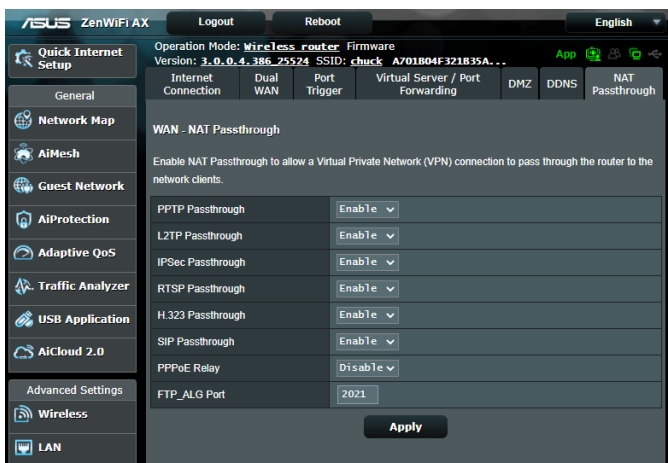 ASUS ZenWiFi AX Logout Reboot English
Quick Internet Setup
Operation Mode: Wireless router Firmware
Version: 3.0.0.4.386_25524 SSID: chuck A701B04F321B35A...
App
Internet Connection
Dual WAN
Port Trigger
Virtual Server / Port Forwarding
DMZ
DDNS
NAT Passthrough
General
Network Map
AiMesh
Guest Network
AiProtection
Adaptive QoS
Traffic Analyzer
USB Application
AiCloud 2.0
Advanced Settings
Wireless
LAN
WAN - NAT Passthrough
Enable NAT Passthrough to allow a Virtual Private Network (VPN) connection to pass through the router to the
network clients.
PPTP Passthrough Enable
L2TP Passthrough Enable
IPSec Passthrough Enable
RTSP Passthrough Enable
H.323 Passthrough Enable
SIP Passthrough Enable
PPPoE Relay Disable
FTP_ALG Port 2021
Apply